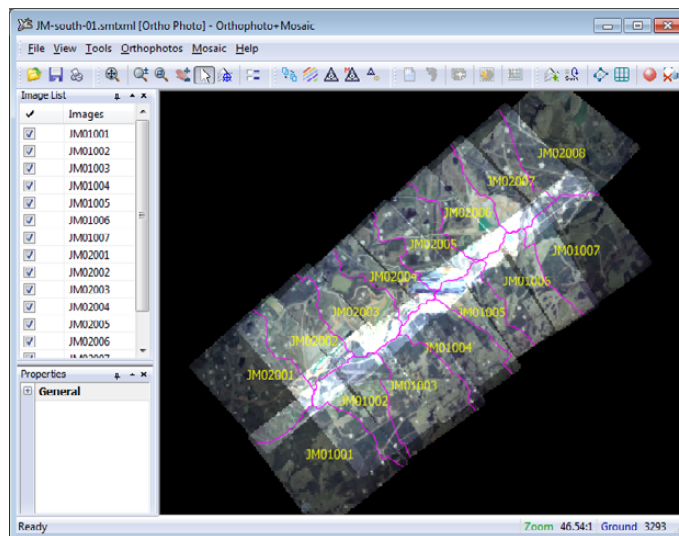 JM-south-01.smtxml [Ortho Photo] - Orthophoto+Mosaic
File View Tools Orthophotos Mosaic Help
Image List
Images
JM01001
JM01002
JM01003
JM01004
JM01005
JM01006
JM01007
JM02001
JM02002
JM02003
JM02004
JM02005
JM02006
JM02007
Properties
General
JM02008
JM02007
JM02006
JM01007
JM02005
JM02004
JM01006
JM02003
JM01005
JM02002
JM01004
JM02001
JM01003
JM01002
JM01001
Ready
Zoom 46.54:1 Ground 3293